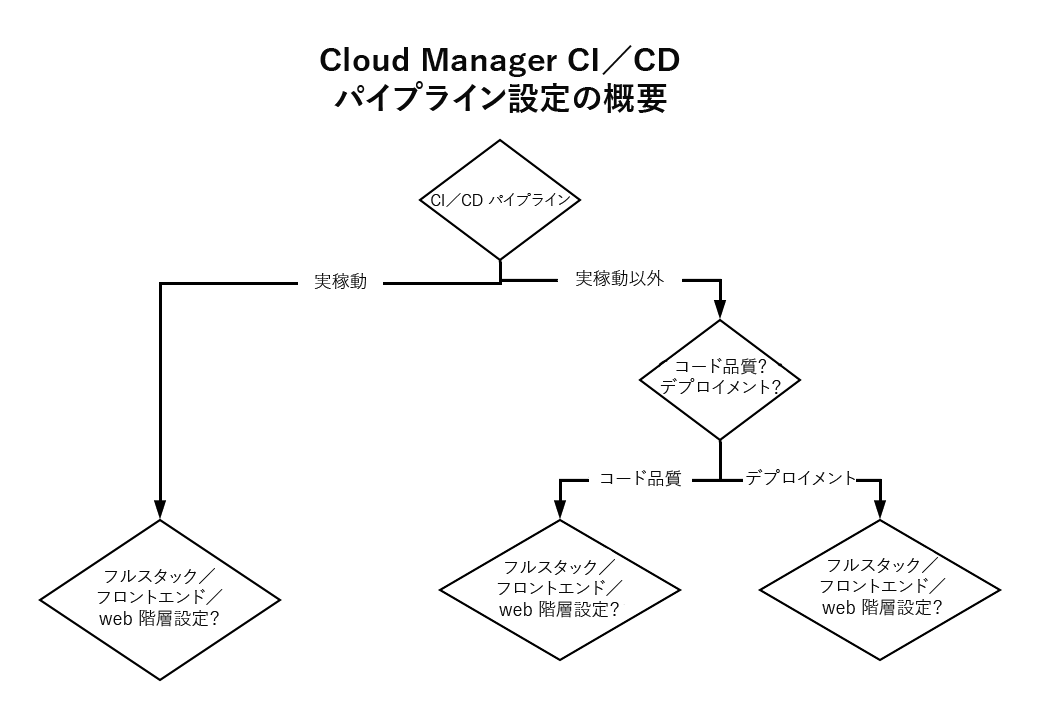 Cloud Manager CI／CD
パイプライン設定の概要
CI／CD パイプライン
実稼動
実稼動以外
コード品質?
デプロイメント?
コード品質
デプロイメント
フルスタック／
フロントエンド／
web 階層設定?
フルスタック／
フロントエンド／
web 階層設定?
フルスタック／
フロントエンド／
web 階層設定?